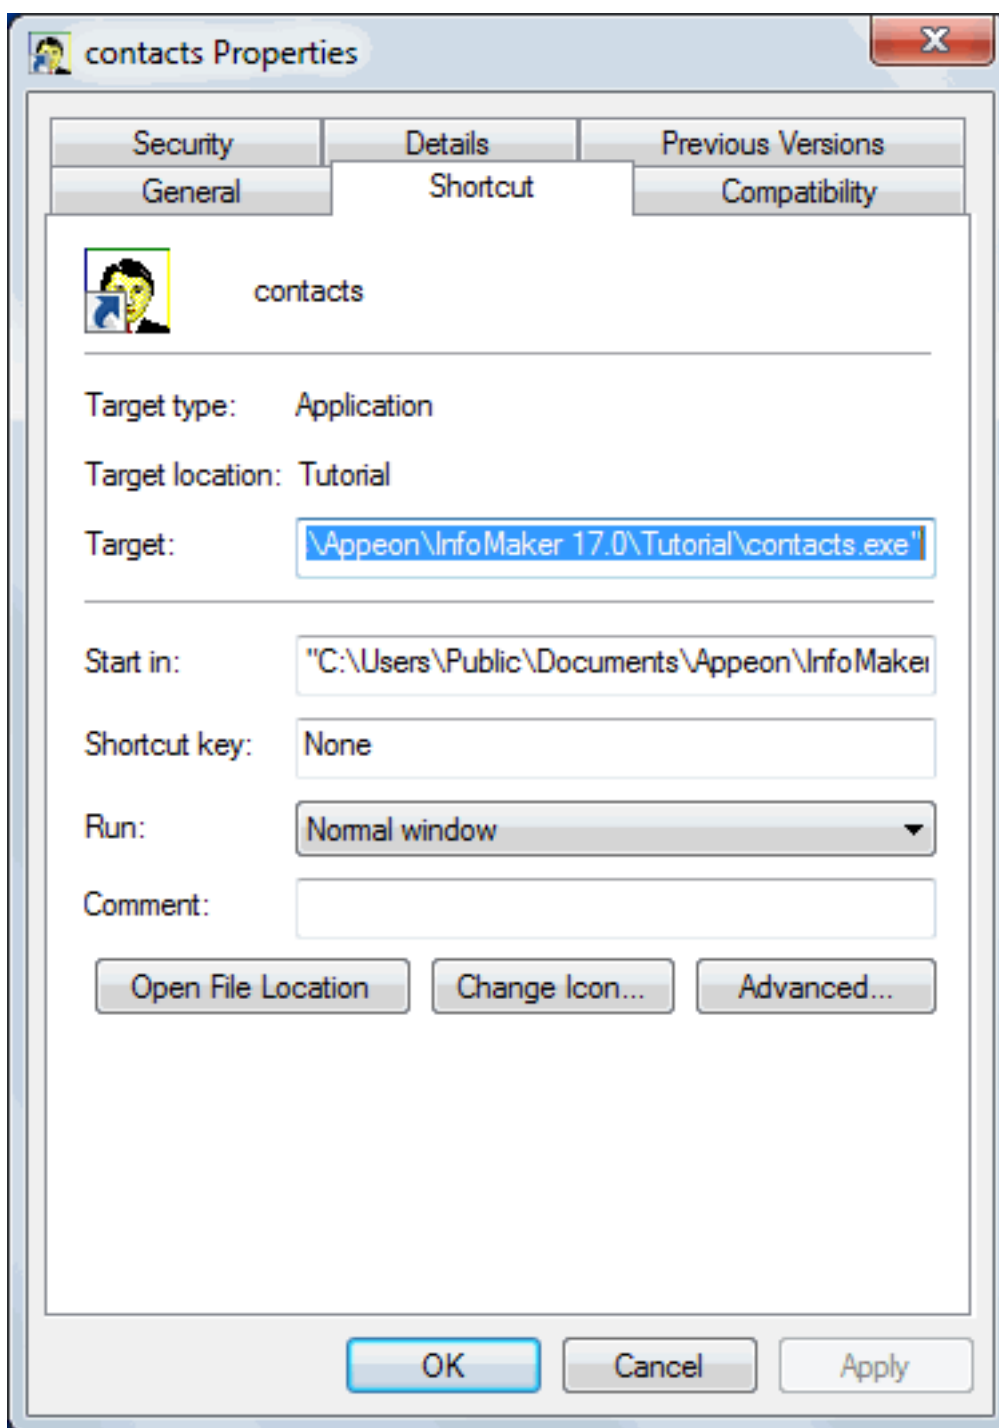 contacts Properties
Security Details Previous Versions
General Shortcut Compatibility
contacts
Target type: Application
Target location: Tutorial
Target: :\Appeon\InfoMaker 17.0\Tutorial\contacts.exe"
Start in: "C:\Users\Public\Documents\Appeon\InfoMaker
Shortcut key: None
Run: Normal window
Comment:
Open File Location Change Icon... Advanced...
OK Cancel Apply